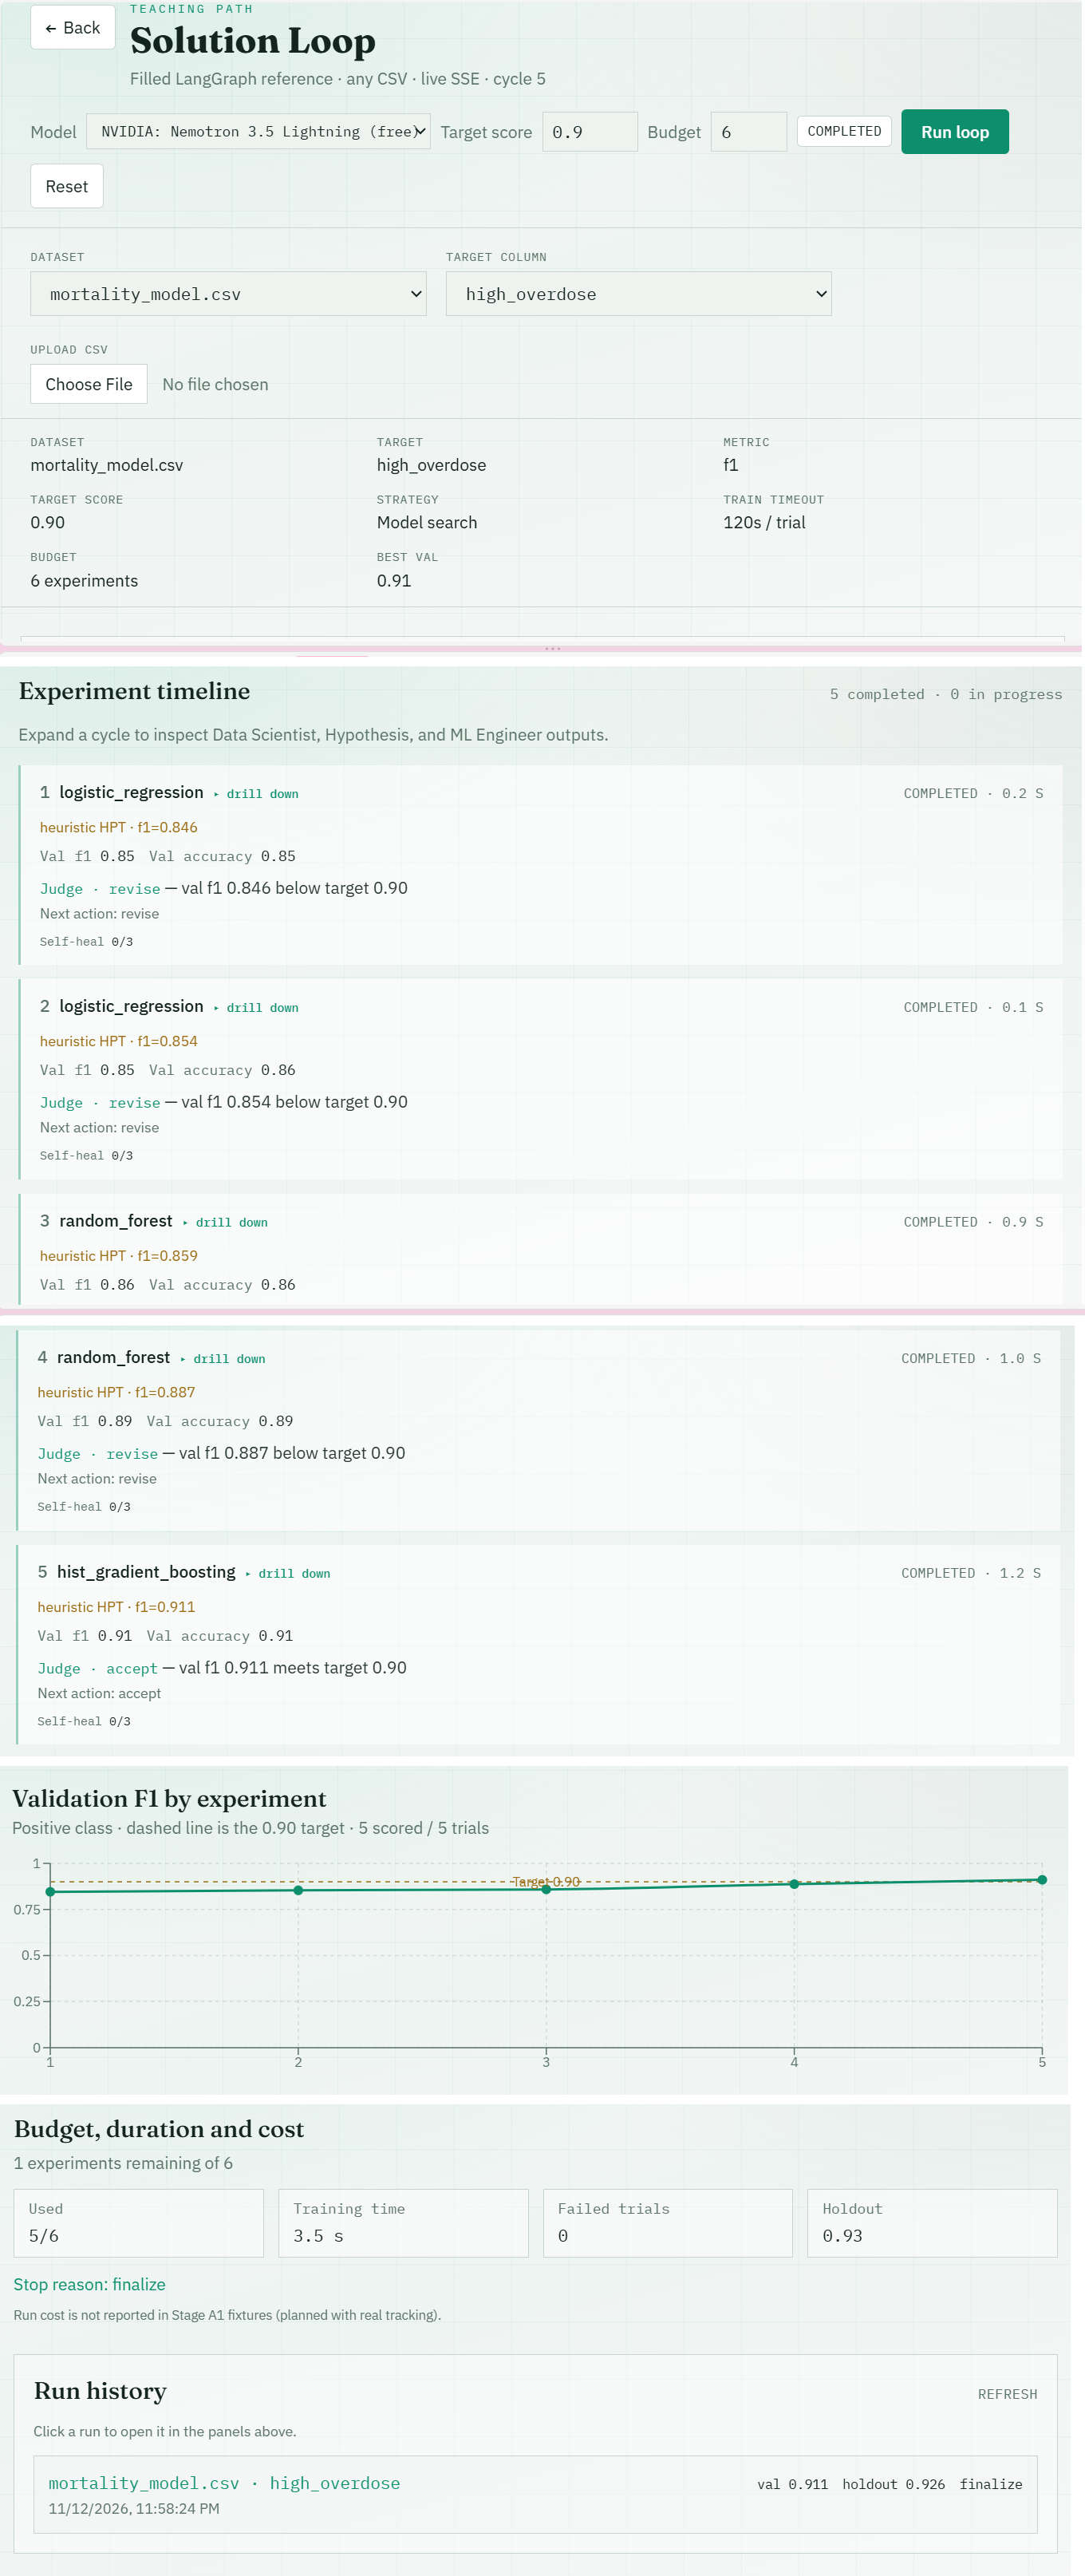 ← Back
TEACHING PATH
Solution Loop
Filled LangGraph reference · any CSV · live SSE · cycle 5
Model NVIDIA: Nemotron 3.5 Lightning (free) Target score 0.9 Budget 6 COMPLETED Run loop
Reset
DATASET TARGET COLUMN
mortality_model.csv high_overdose
UPLOAD CSV
Choose File No file chosen
DATASET TARGET METRIC
mortality_model.csv high_overdose f1
TARGET SCORE STRATEGY TRAIN TIMEOUT
0.90 Model search 120s / trial
BUDGET BEST VAL
6 experiments 0.91
Experiment timeline 5 completed · 0 in progress
Expand a cycle to inspect Data Scientist, Hypothesis, and ML Engineer outputs.
1 logistic_regression ▸ drill down COMPLETED · 0.2 S
heuristic HPT · f1=0.846
Val f1 0.85 Val accuracy 0.85
Judge · revise — val f1 0.846 below target 0.90
Next action: revise
Self-heal 0/3
2 logistic_regression ▸ drill down COMPLETED · 0.1 S
heuristic HPT · f1=0.854
Val f1 0.85 Val accuracy 0.86
Judge · revise — val f1 0.854 below target 0.90
Next action: revise
Self-heal 0/3
3 random_forest ▸ drill down COMPLETED · 0.9 S
heuristic HPT · f1=0.859
Val f1 0.86 Val accuracy 0.86
4 random_forest ▸ drill down COMPLETED · 1.0 S
heuristic HPT · f1=0.887
Val f1 0.89 Val accuracy 0.89
Judge · revise — val f1 0.887 below target 0.90
Next action: revise
Self-heal 0/3
5 hist_gradient_boosting ▸ drill down COMPLETED · 1.2 S
heuristic HPT · f1=0.911
Val f1 0.91 Val accuracy 0.91
Judge · accept — val f1 0.911 meets target 0.90
Next action: accept
Self-heal 0/3
Validation F1 by experiment
Positive class · dashed line is the 0.90 target · 5 scored / 5 trials
1
Target 0.90
0.75
0.5
0.25
0
1 2 3 4 5
Budget, duration and cost
1 experiments remaining of 6
Used Training time Failed trials Holdout
5/6 3.5 s 0 0.93
Stop reason: finalize
Run cost is not reported in Stage A1 fixtures (planned with real tracking).
Run history REFRESH
Click a run to open it in the panels above.
mortality_model.csv · high_overdose val 0.911 holdout 0.926 finalize
11/12/2026, 11:58:24 PM